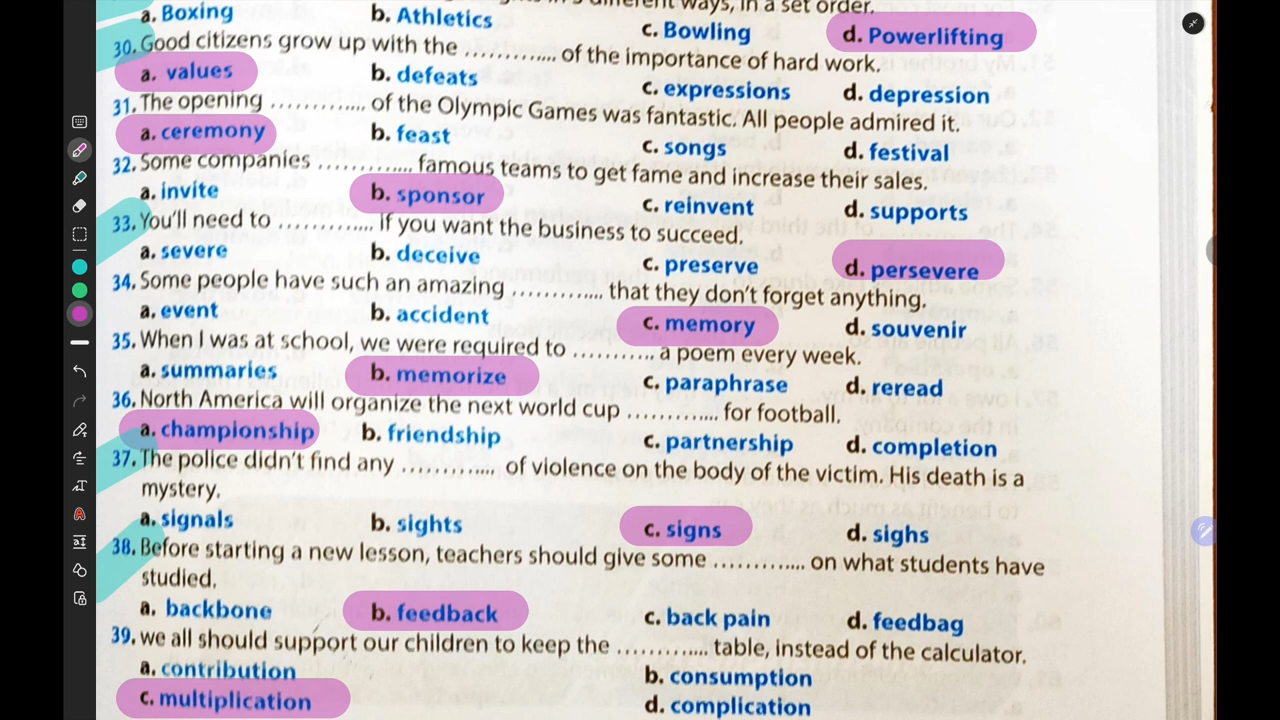 different ways, in a set order.
a. Boxing b. Athletics c. Bowling d. Powerlifting
30. Good citizens grow up with the ............... of the importance of hard work.
a. values b. defeats c. expressions d. depression
31. The opening ............... of the Olympic Games was fantastic. All people admired it.
a. ceremony b. feast c. songs d. festival
32. Some companies ............... famous teams to get fame and increase their sales.
a. invite b. sponsor c. reinvent d. supports
33. You'll need to ............... if you want the business to succeed.
a. severe b. deceive c. preserve d. persevere
34. Some people have such an amazing ............... that they don't forget anything.
a. event b. accident c. memory d. souvenir
35. When I was at school, we were required to ............ a poem every week.
a. summaries b. memorize c. paraphrase d. reread
36. North America will organize the next world cup ............... for football.
a. championship b. friendship c. partnership d. completion
37. The police didn't find any ............... of violence on the body of the victim. His death is a
mystery.
a. signals b. sights c. signs d. sighs
38. Before starting a new lesson, teachers should give some ............... on what students have
studied.
a. backbone b. feedback c. back pain d. feedbag
39. we all should support our children to keep the ............... table, instead of the calculator.
a. contribution b. consumption
c. multiplication d. complication